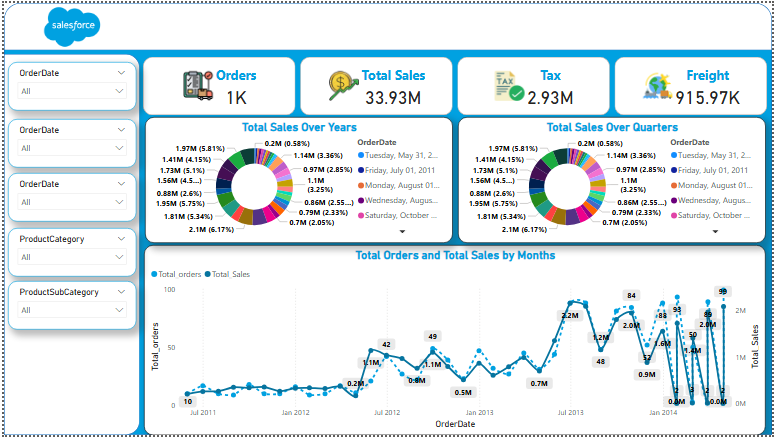 salesforce
OrderDate
All
OrderDate
All
OrderDate
All
ProductCategory
All
ProductSubCategory
All
Orders
1K
Total Sales
33.93M
TAX
Tax
2.93M
Freight
915.97K
Total Sales Over Years
0.2M (0.58%)
1.14M (3.36%)
0.97M (2.85%)
1.1M
(3.25%)
0.86M (2.55...)
0.79M (2.33%)
0.7M (2.05%)
2.1M (6.17%)
1.81M (5.34%)
1.95M (5.75%)
0.88M (2.6%)
1.56M (4.5...)
1.73M (5.1%)
1.41M (4.15%)
1.97M (5.81%)
OrderDate
Tuesday, May 31, 2...
Friday, July 01, 2011
Monday, August 01...
Wednesday, Augus...
Saturday, October ...
Total Sales Over Quarters
0.2M (0.58%)
1.14M (3.36%)
0.97M (2.85%)
1.1M
(3.25%)
0.86M (2.55...)
0.79M (2.33%)
0.7M (2.05%)
2.1M (6.17%)
1.81M (5.34%)
1.95M (5.75%)
0.88M (2.6%)
1.56M (4.5...)
1.73M (5.1%)
1.41M (4.15%)
1.97M (5.81%)
OrderDate
Tuesday, May 31, 2...
Friday, July 01, 2011
Monday, August 01...
Wednesday, Augus...
Saturday, October ...
Total Orders and Total Sales by Months
Total_orders
Total_Sales
Total_orders
100
50
0
10
0.2M
1.1M
42
0.8M
49
1.1M
0.5M
0.7M
2.2M
1.2M
48
84
2.0M
52
0.9M
88
1.6M
93
2
0.0M
50
1.4M
3
89
2.0M
2
0.0M
99
2M
1M
0M
Total_Sales
Jul 2011
Jan 2012
Jul 2012
Jan 2013
Jul 2013
Jan 2014
OrderDate